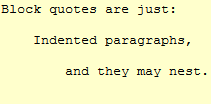 Block quotes are just:
Indented paragraphs,
and they may nest.